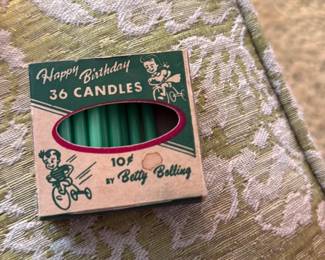 Happy Birthday
36 CANDLES
10¢
BY Betty Bolling